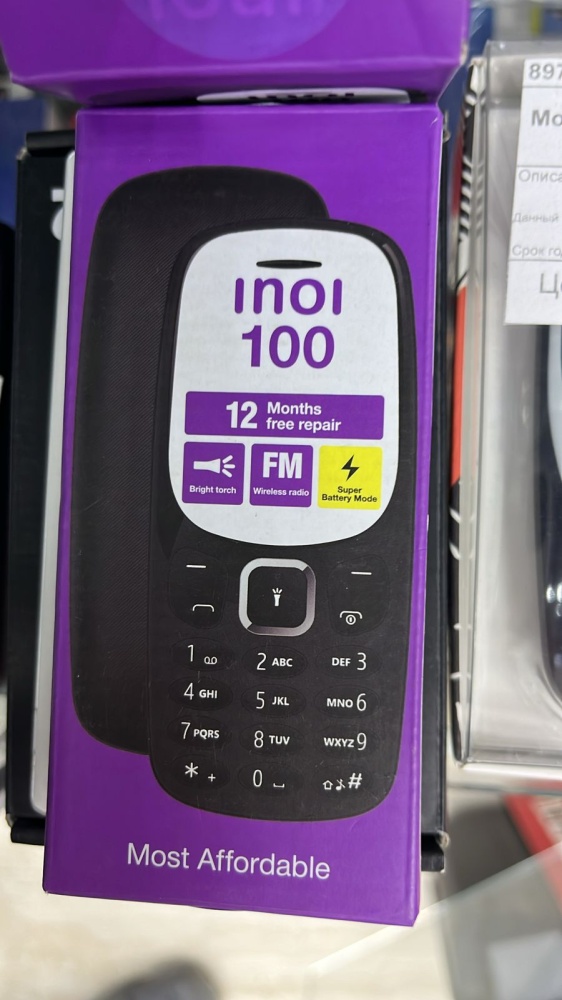 inoi
100
12 Months
free repair
Bright torch
FM
Wireless radio
Super
Battery Mode
1
2 ABC
DEF 3
4 GHI
5 JKL
MNO 6
7 PQRS
8 TUV
WXYZ 9
* +
0
#
Most Affordable
897
Мо
Описа
Данный
Срок го
Це